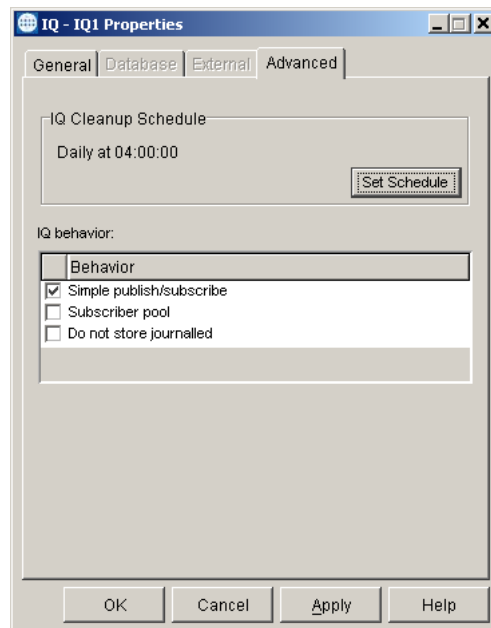 IQ - IQ1 Properties
General Database External Advanced
IQ Cleanup Schedule
Daily at 04:00:00
Set Schedule
IQ behavior:
Behavior
Simple publish/subscribe
Subscriber pool
Do not store journalled
OK Cancel Apply Help